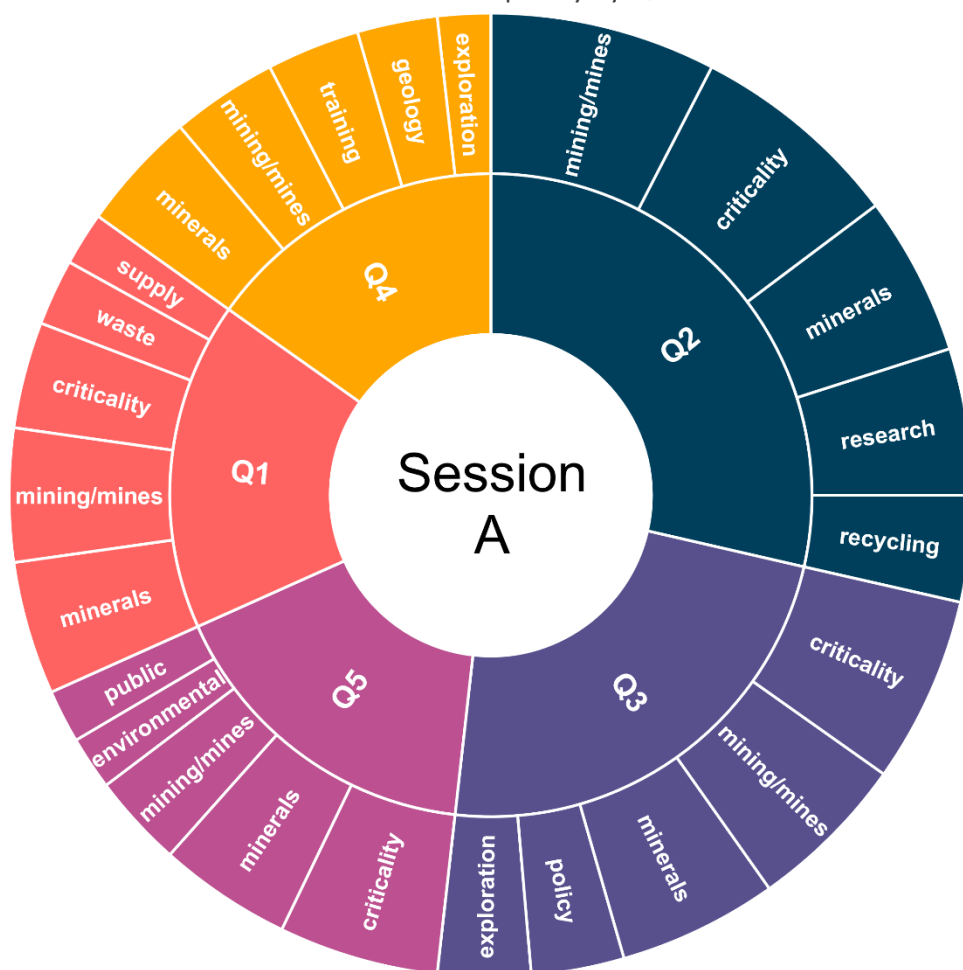 Session
A
Q2
mining/mines
criticality
minerals
research
recycling
Q3
criticality
mining/mines
minerals
policy
exploration
Q5
criticality
minerals
mining/mines
environmental
public
Q1
minerals
mining/mines
criticality
waste
supply
Q4
minerals
mining/mines
training
geology
exploration